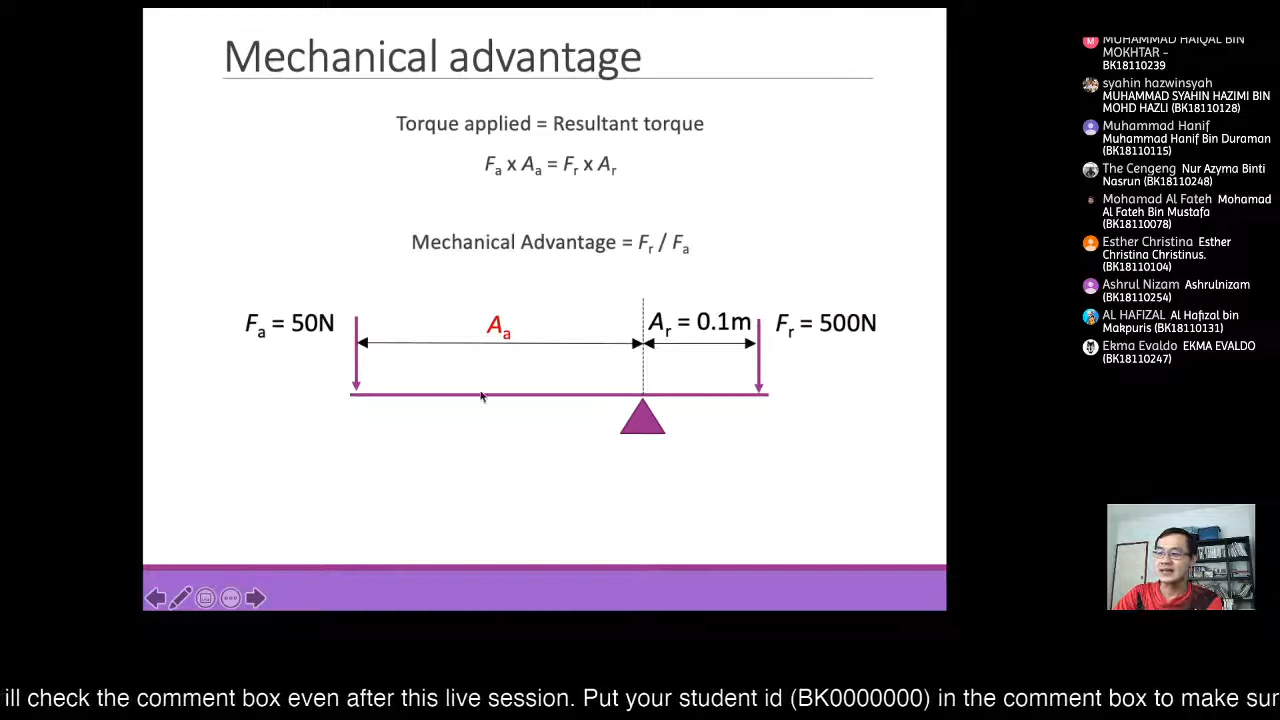 Mechanical advantage
Torque applied = Resultant torque
Fa x Aa = Fr x Ar
Mechanical Advantage = Fr / Fa
Fa = 50N
Aa
Ar = 0.1m
Fr = 500N
M
MUHAMMAD HAIQAL BIN
MOKHTAR –
BK18110239
syahin hazwinsyah
MUHAMMAD SYAHIN HAZIMI BIN
MOHD HAZLI (BK18110128)
Muhammad Hanif
Muhammad Hanif Bin Duraman
(BK18110115)
The Cengeng Nur Azyma Binti
Nasrun (BK18110248)
Mohamad Al Fateh Mohamad
Al Fateh Bin Mustafa
(BK18110078)
Esther Christina Esther
Christina Christinus.
(BK18110104)
Ashrul Nizam Ashrulnizam
(BK18110254)
AL HAFIZAL Al Hafizal bin
Makpuris (BK18110131)
Ekma Evaldo EKMA EVALDO
(BK18110247)
ill check the comment box even after this live session. Put your student id (BK0000000) in the comment box to make sur